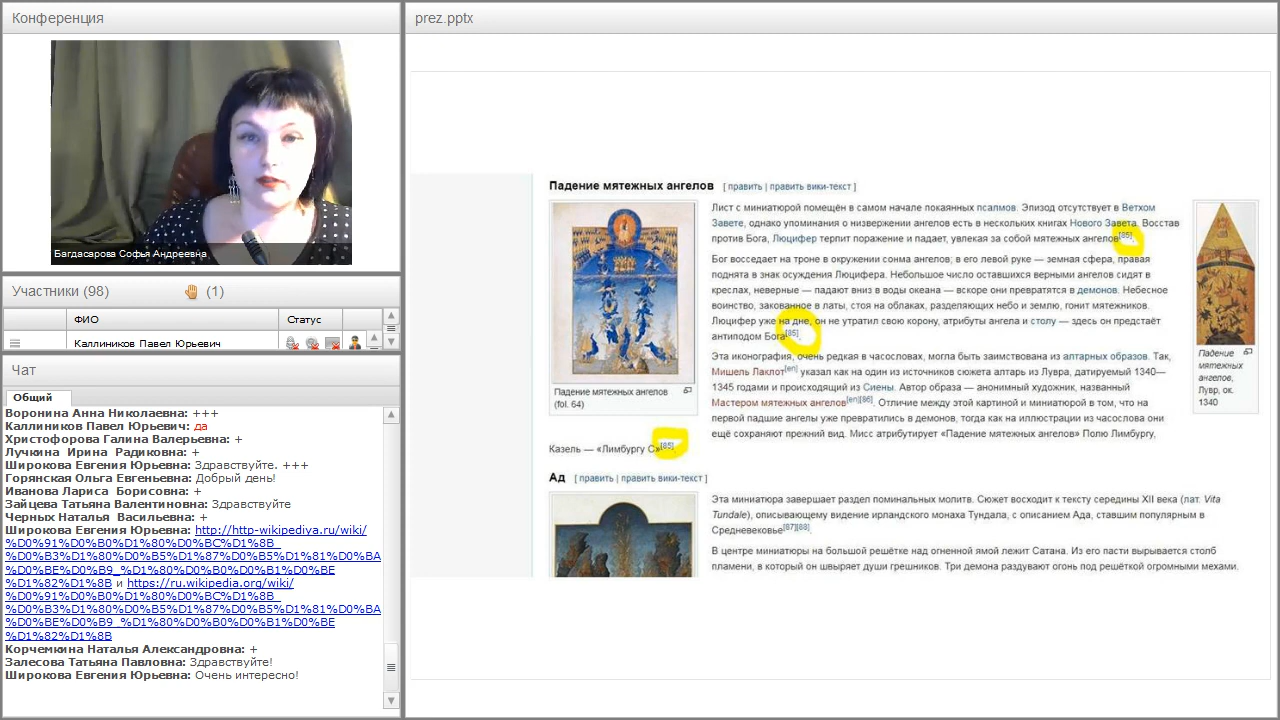 Конференция
Багдасарова Софья Андреевна
Участники (98)
(1)
ФИО
Статус
Каллиников Павел Юрьевич
Чат
Общий
Воронина Анна Николаевна: +++
Каллиников Павел Юрьевич: да
Христофорова Галина Валерьевна: +
Лучкина Ирина Радиковна: +
Широкова Евгения Юрьевна: Здравствуйте. +++
Горянская Ольга Евгеньевна: Добрый день!
Иванова Лариса Борисовна: +
Зайцева Татьяна Валентиновна: Здравствуйте
Черных Наталья Васильевна: +
Широкова Евгения Юрьевна: http://http-wikipediya.ru/wiki/
%D0%91%D0%B0%D1%80%D0%BC%D1%8B_
%D0%B3%D1%80%D0%B5%D1%87%D0%B5%D1%81%D0%BA
%D0%BE%D0%B9_%D1%80%D0%B0%D0%B1%D0%BE
%D1%82%D1%8B и https://ru.wikipedia.org/wiki/
%D0%91%D0%B0%D1%80%D0%BC%D1%8B_
%D0%B3%D1%80%D0%B5%D1%87%D0%B5%D1%81%D0%BA
%D0%BE%D0%B9_%D1%80%D0%B0%D0%B1%D0%BE
%D1%82%D1%8B
Корчемкина Наталья Александровна: +
Залесова Татьяна Павловна: Здравствуйте!
Широкова Евгения Юрьевна: Очень интересно!
prez.pptx
Падение мятежных ангелов [ править | править вики-текст ]
Лист с миниатюрой помещён в самом начале покаянных псалмов. Эпизод отсутствует в Ветхом
Завете, однако упоминания о низвержении ангелов есть в нескольких книгах Нового Завета. Восстав
против Бога, Люцифер терпит поражение и падает, увлекая за собой мятежных ангелов[85].
Бог восседает на троне в окружении сонма ангелов; в его левой руке — земная сфера, правая
поднята в знак осуждения Люцифера. Небольшое число оставшихся верными ангелов сидят в
креслах, неверные — падают вниз в воды океана — вскоре они превратятся в демонов. Небесное
воинство, закованное в латы, стоя на облаках, разделяющих небо и землю, гонит мятежников.
Люцифер уже на дне, он не утратил свою корону, атрибуты ангела и столу — здесь он предстаёт
антиподом Бога[85].
Эта иконография, очень редкая в часословах, могла быть заимствована из алтарных образов. Так,
Мишель Лаклот[en] указал как на один из источников сюжета алтарь из Лувра, датируемый 1340—
1345 годами и происходящий из Сиены. Автор образа — анонимный художник, названный
Мастером мятежных ангелов[en][86]. Отличие между этой картиной и миниатюрой в том, что на
первой падшие ангелы уже превратились в демонов, тогда как на иллюстрации из часослова они
ещё сохраняют прежний вид. Мисс атрибутирует «Падение мятежных ангелов» Полю Лимбургу,
Казель — «Лимбургу С»[85].
Падение мятежных ангелов
(fol. 64)
Падение
мятежных
ангелов,
Лувр, ок.
1340
Ад [ править | править вики-текст ]
Эта миниатюра завершает раздел поминальных молитв. Сюжет восходит к тексту середины XII века (лат. Vita
Tundale), описывающему видение ирландского монаха Тундала, с описанием Ада, ставшим популярным в
Средневековье[87][88].
В центре миниатюры на большой решётке над огненной ямой лежит Сатана. Из его пасти вырывается столб
пламени, в который он швыряет души грешников. Три демона раздувают огонь под решёткой огромными мехами.